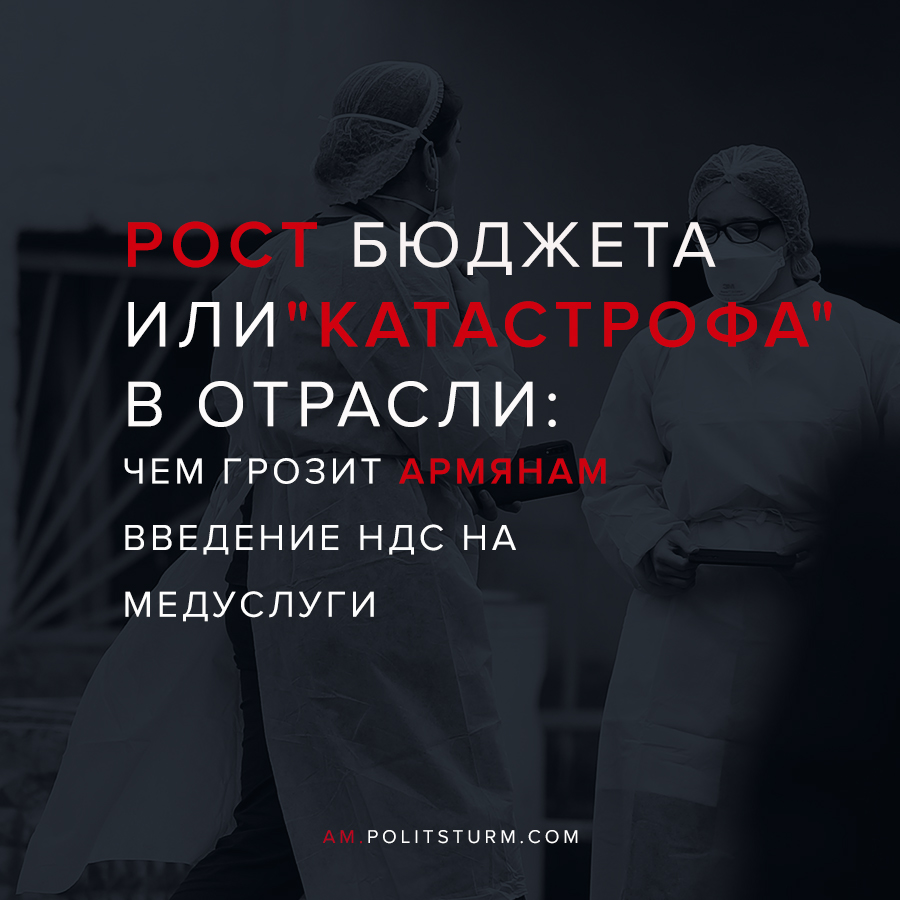 РОСТ БЮДЖЕТА
ИЛИ"КАТАСТРОФА"
В ОТРАСЛИ:
ЧЕМ ГРОЗИТ АРМЯНАМ
ВВЕДЕНИЕ НДС НА
МЕДУСЛУГИ
AM.POLITSTURM.COM